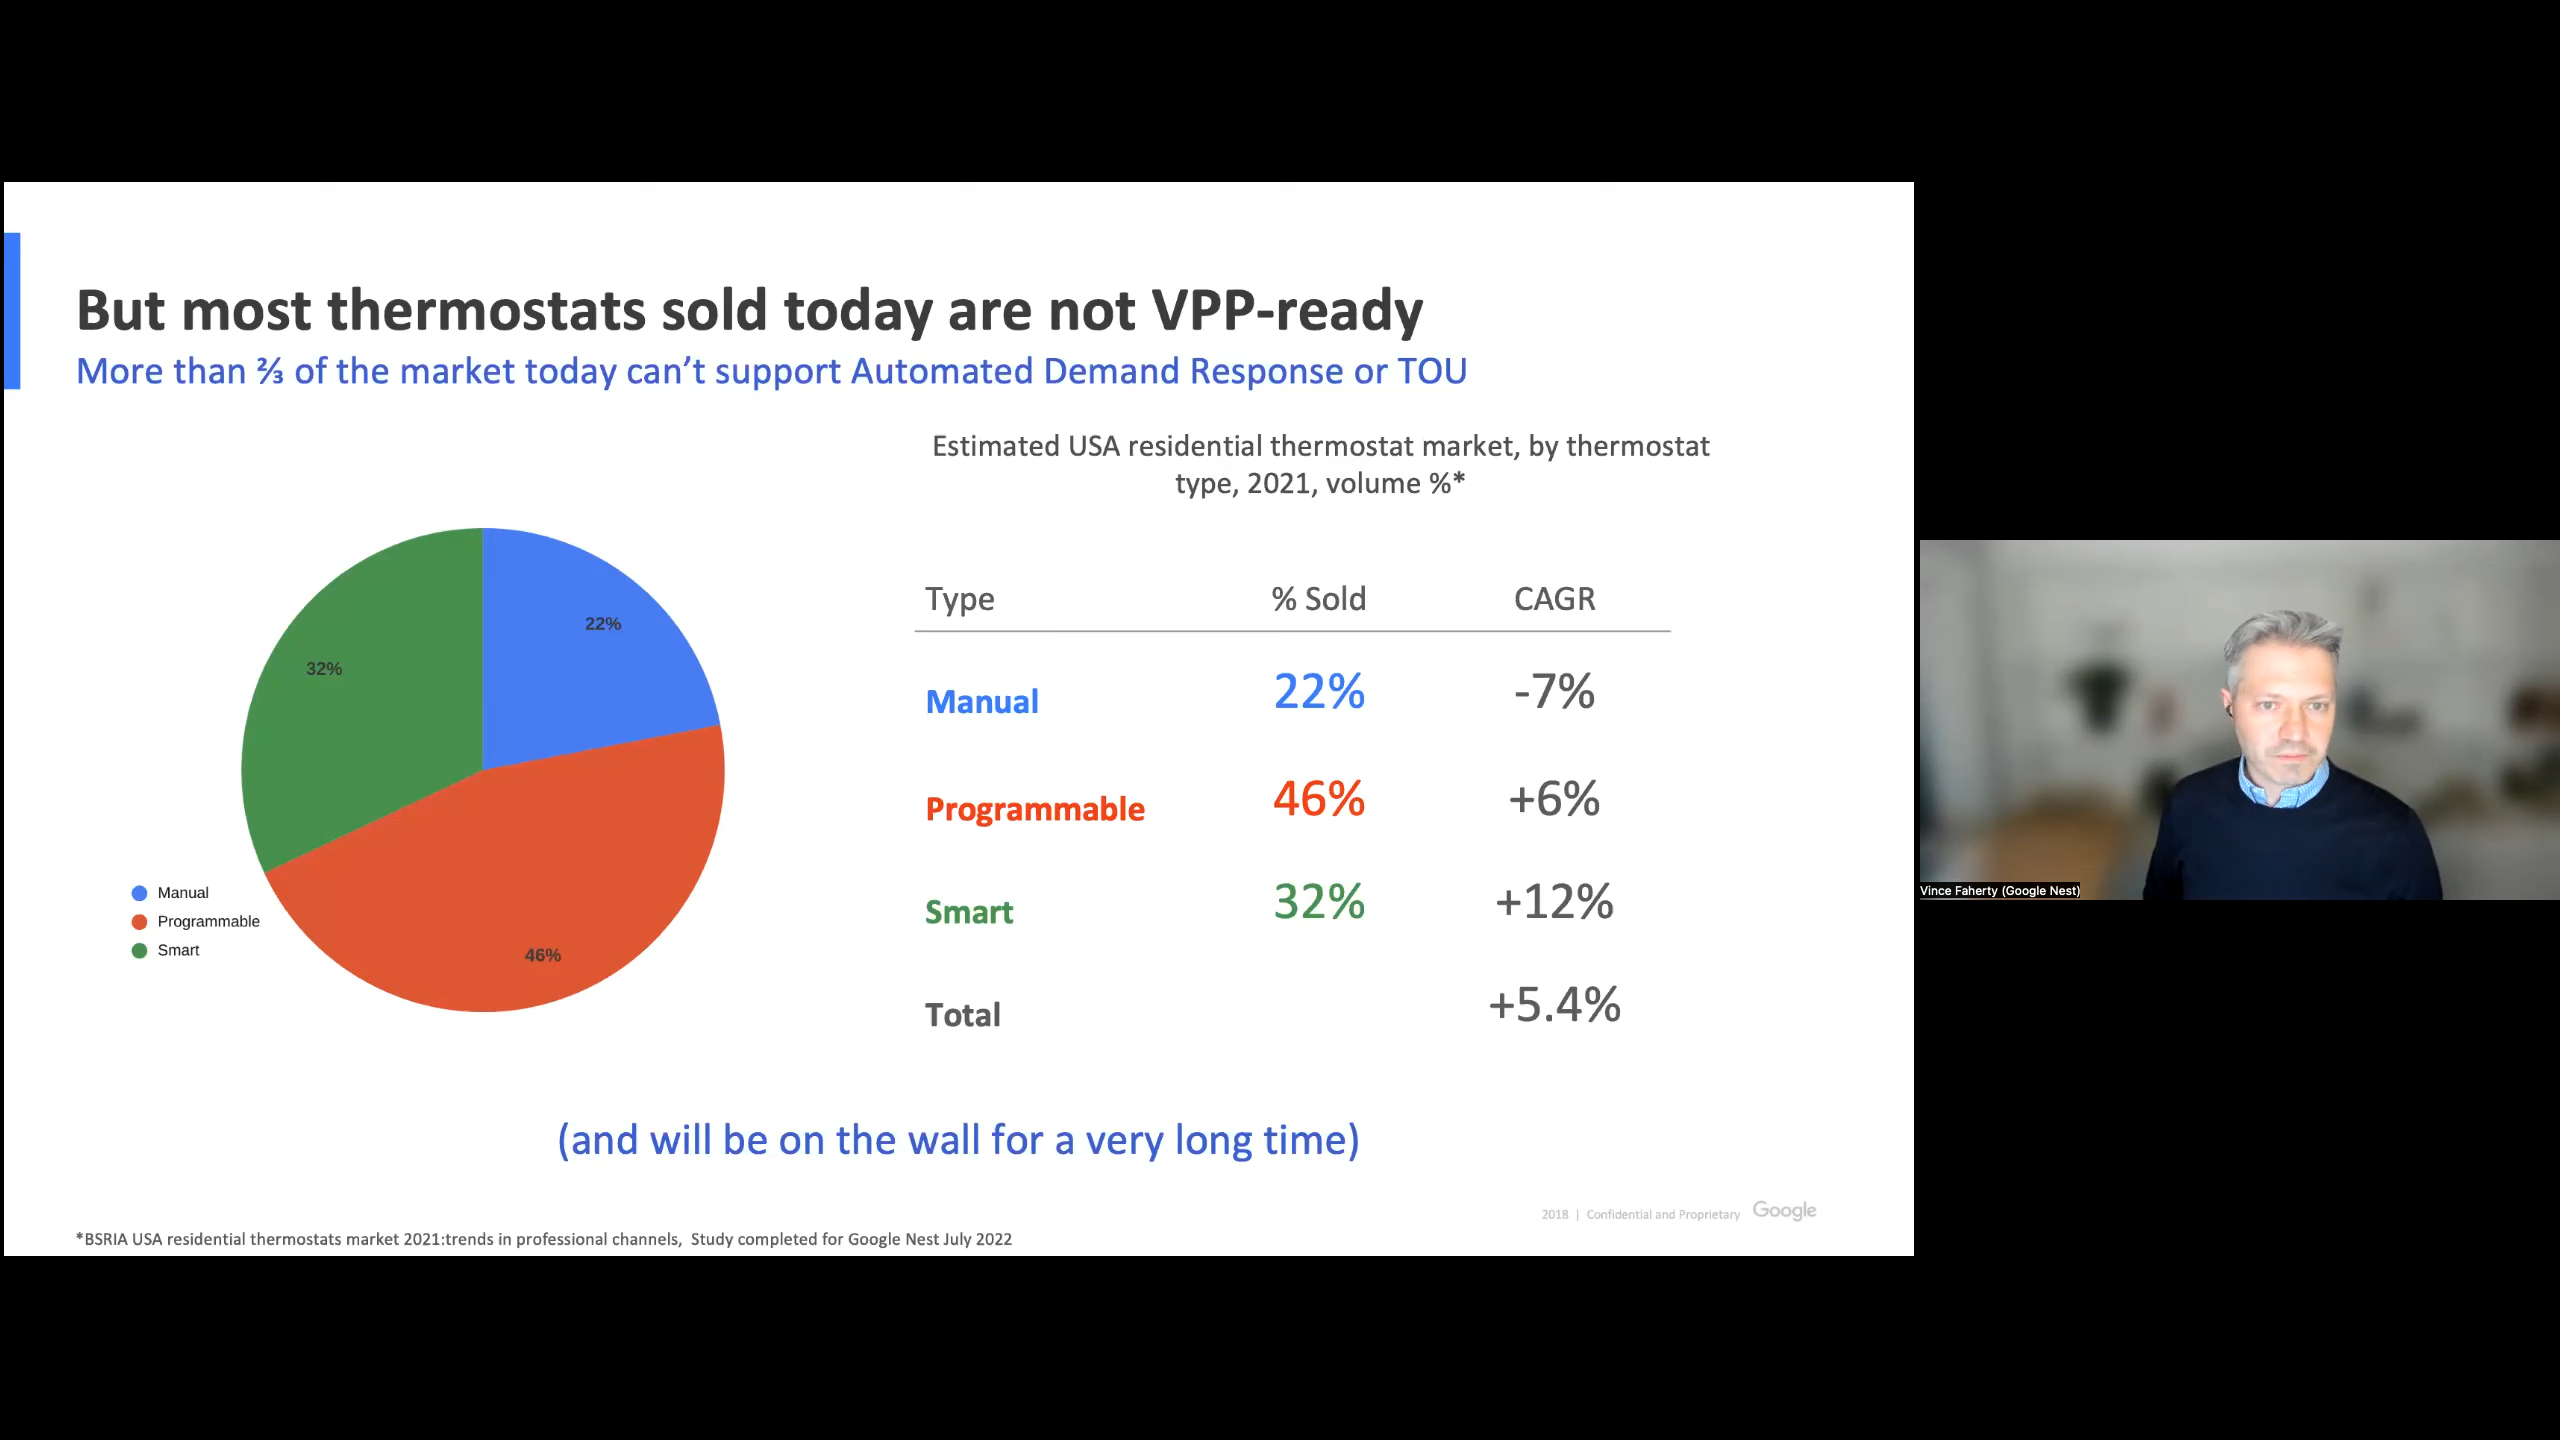 But most thermostats sold today are not VPP-ready
More than ⅔ of the market today can’t support Automated Demand Response or TOU
Estimated USA residential thermostat market, by thermostat
type, 2021, volume %*
22%
32%
46%
Manual
Programmable
Smart
Type % Sold CAGR
Manual 22% -7%
Programmable 46% +6%
Smart 32% +12%
Total +5.4%
(and will be on the wall for a very long time)
2018 | Confidential and Proprietary Google
*BSRIA USA residential thermostats market 2021:trends in professional channels, Study completed for Google Nest July 2022
Vince Faherty (Google Nest)